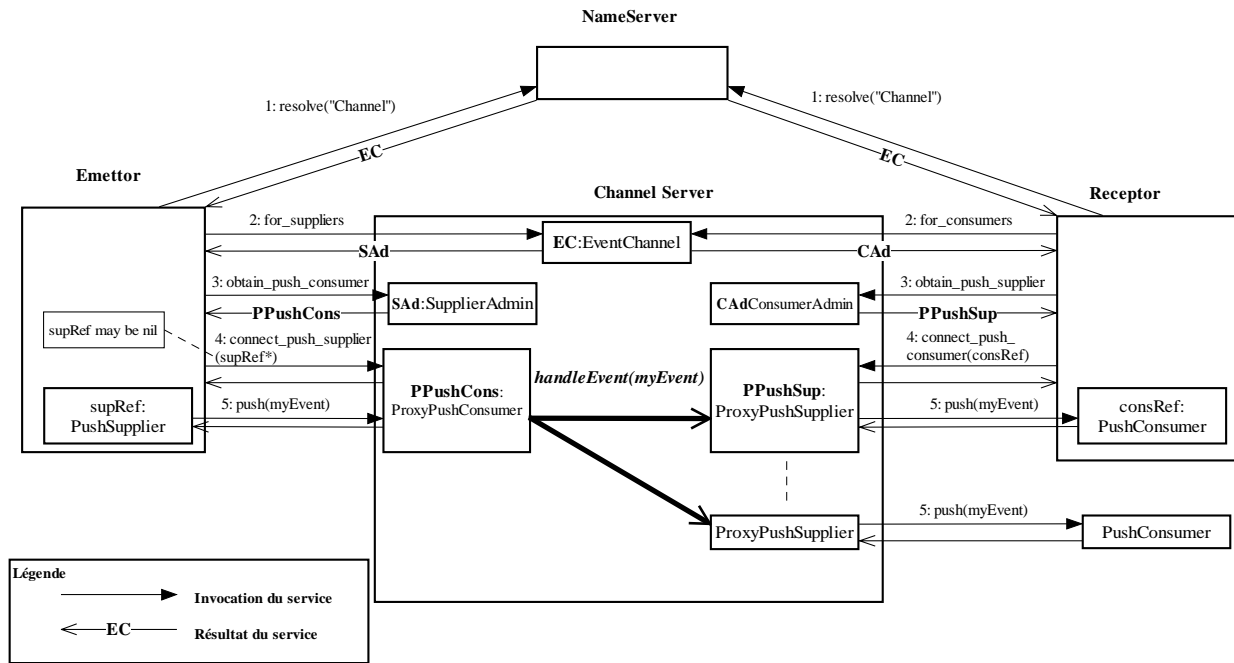 NameServer
1: resolve("Channel")
1: resolve("Channel")
EC
EC
Emettor
Channel Server
Receptor
2: for_suppliers
EC:EventChannel
2: for_consumers
SAd
CAd
3: obtain_push_consumer
SAd:SupplierAdmin
CAdConsumerAdmin
3: obtain_push_supplier
PPushCons
PPushSup
supRef may be nil
4: connect_push_supplier
(supRef*)
4: connect_push_
consumer(consRef)
handleEvent(myEvent)
PPushCons:
ProxyPushConsumer
PPushSup:
ProxyPushSupplier
supRef:
PushSupplier
5: push(myEvent)
5: push(myEvent)
consRef:
PushConsumer
ProxyPushSupplier
5: push(myEvent)
PushConsumer
Légende
Invocation du service
EC
Résultat du service